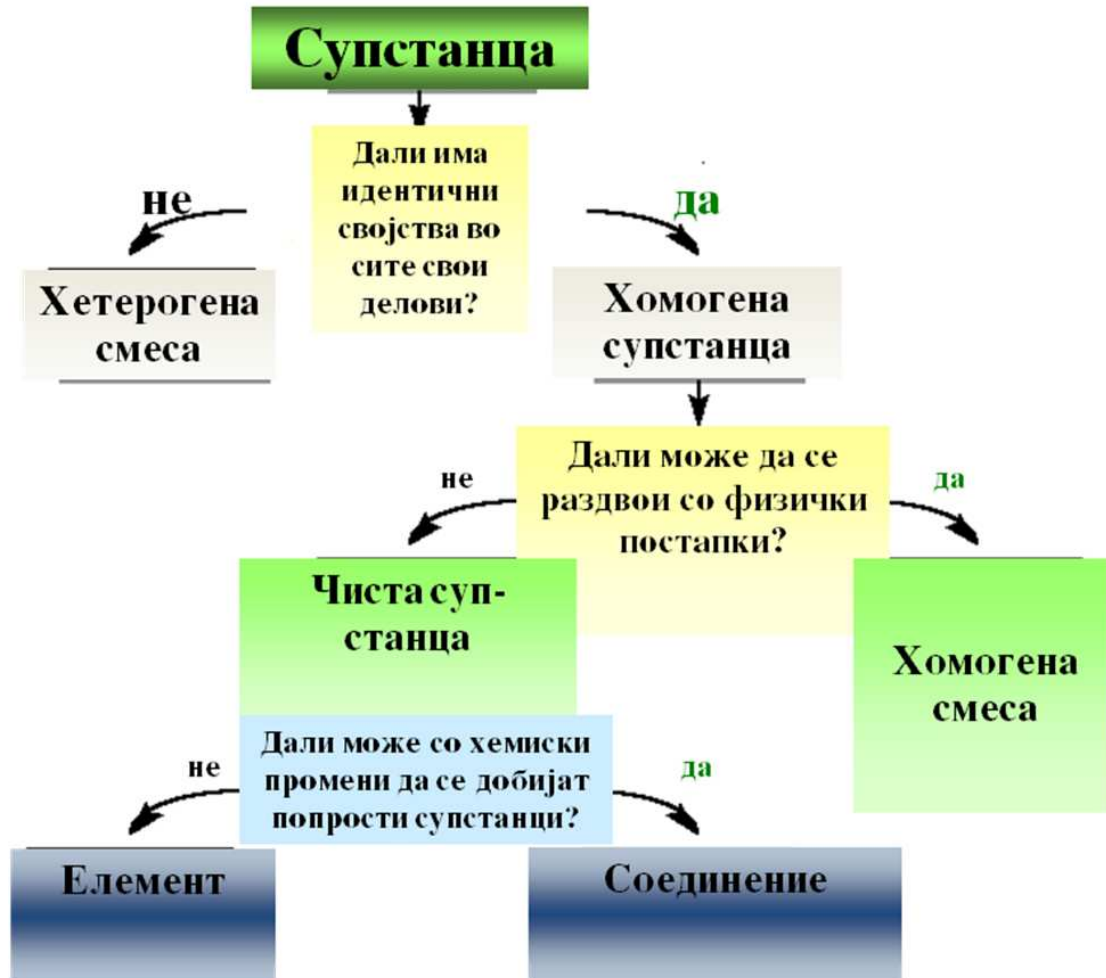 Супстанца
Дали има
идентични
својства во
сите свои
делови?
не
да
Хетерогена
смеса
Хомогена
супстанца
Дали може да се
раздвои со физички
постапки?
не
да
Чиста суп-
станца
Хомогена
смеса
Дали може со хемиски
промени да се добијат
попрости супстанци?
не
да
Елемент
Соединение